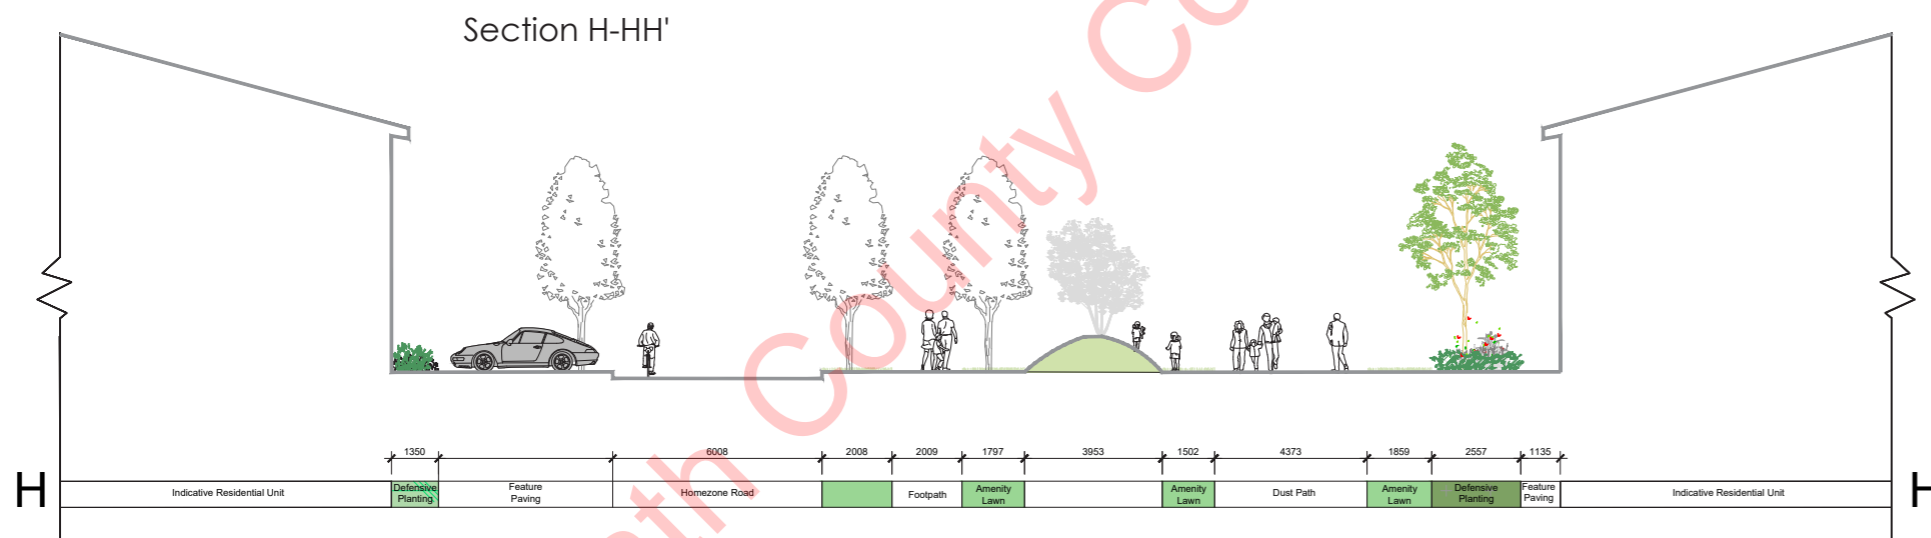 Section H-HH'
1350
6008
2008
2009
1797
3953
1502
4373
1859
2557
1135
H
Indicative Residential Unit
Defensive
Planting
Feature
Paving
Homezone Road
Footpath
Amenity
Lawn
Amenity
Lawn
Dust Path
Amenity
Lawn
Defensive
Planting
Feature
Paving
Indicative Residential Unit
H
County